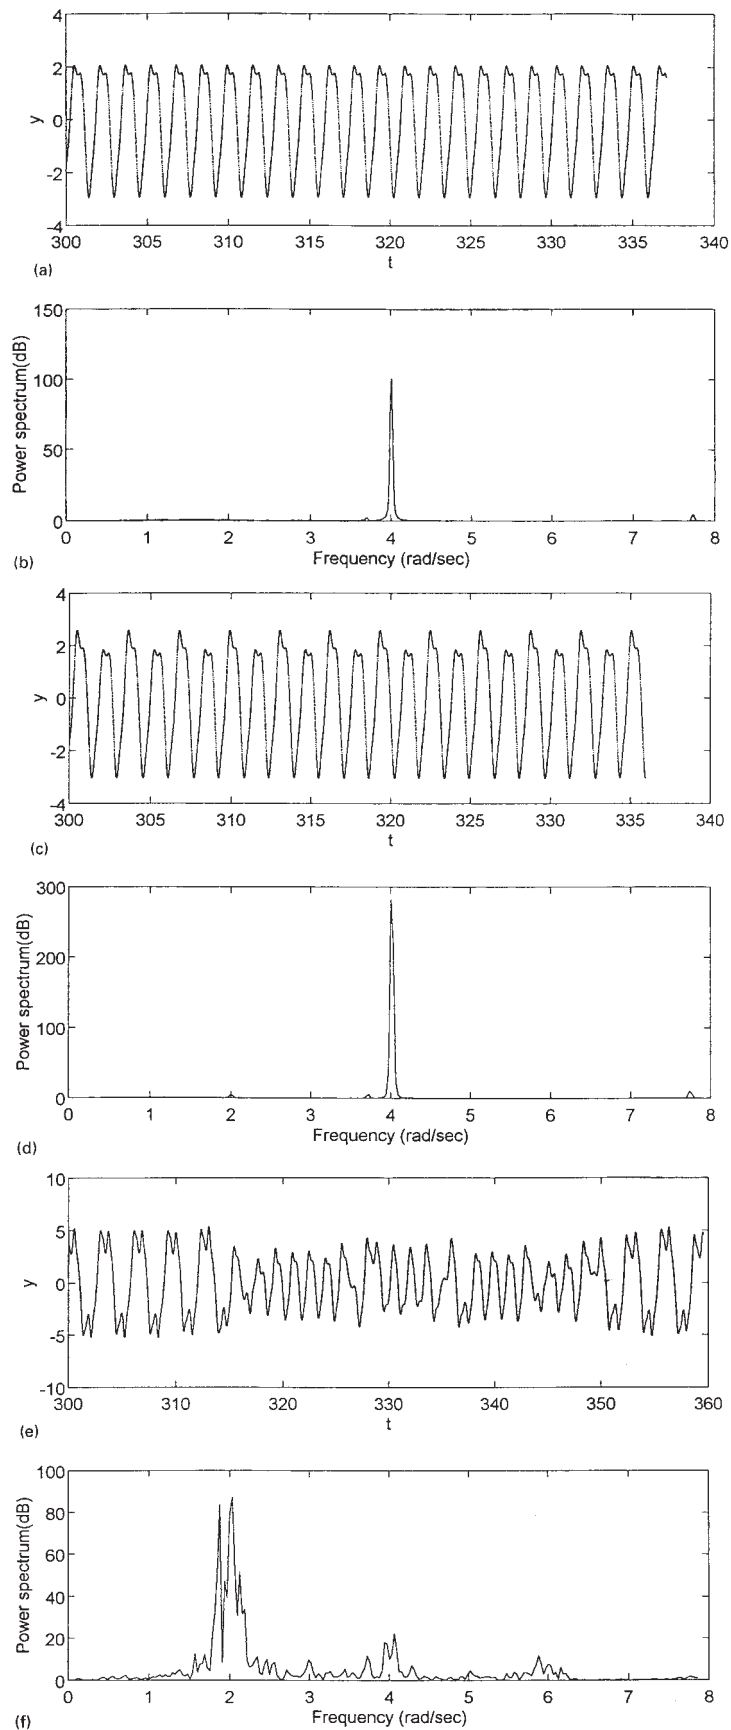 4
2
0
-2
-4
y
300 305 310 315 320 325 330 335 340
t
(a)
150
100
50
0
Power spectrum(dB)
0 1 2 3 4 5 6 7 8
Frequency (rad/sec)
(b)
4
2
0
-2
-4
y
300 305 310 315 320 325 330 335 340
t
(c)
300
200
100
0
Power spectrum(dB)
0 1 2 3 4 5 6 7 8
Frequency (rad/sec)
(d)
10
5
0
-5
-10
y
300 310 320 330 340 350 360
t
(e)
100
80
60
40
20
0
Power spectrum(dB)
0 1 2 3 4 5 6 7 8
Frequency (rad/sec)
(f)